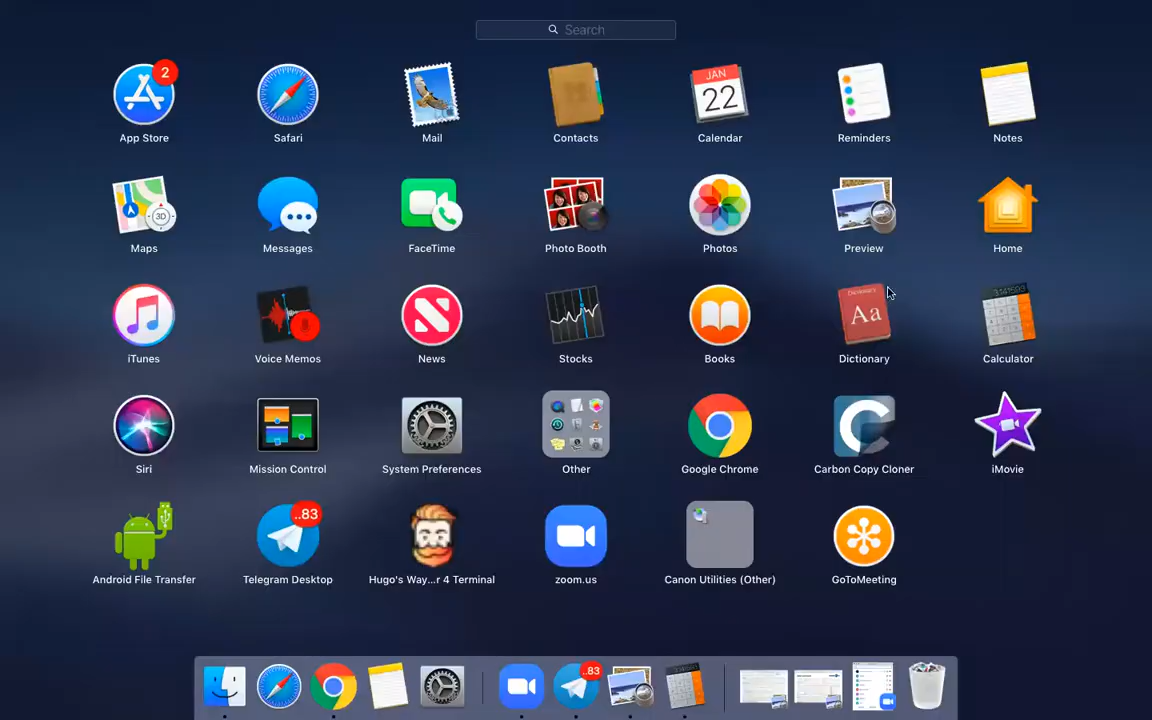 Search
2
App Store
Safari
Mail
Contacts
JAN
22
Calendar
Reminders
Notes
3D
Maps
Messages
FaceTime
Photo Booth
Photos
Preview
Home
iTunes
Voice Memos
News
Stocks
Books
Aa
Dictionary
Calculator
Siri
Mission Control
System Preferences
Other
Google Chrome
Carbon Copy Cloner
iMovie
Android File Transfer
..83
Telegram Desktop
Hugo's Way...r 4 Terminal
zoom.us
Canon Utilities (Other)
GoToMeeting
..83